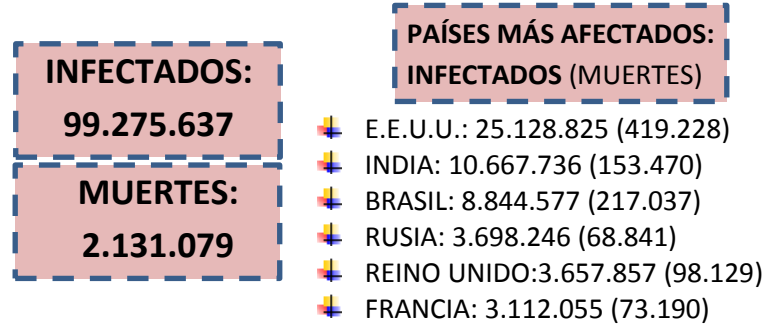 INFECTADOS:
99.275.637
MUERTES:
2.131.079
PAÍSES MÁS AFECTADOS:
INFECTADOS (MUERTES)
E.E.U.U.: 25.128.825 (419.228)
INDIA: 10.667.736 (153.470)
BRASIL: 8.844.577 (217.037)
RUSIA: 3.698.246 (68.841)
REINO UNIDO:3.657.857 (98.129)
FRANCIA: 3.112.055 (73.190)